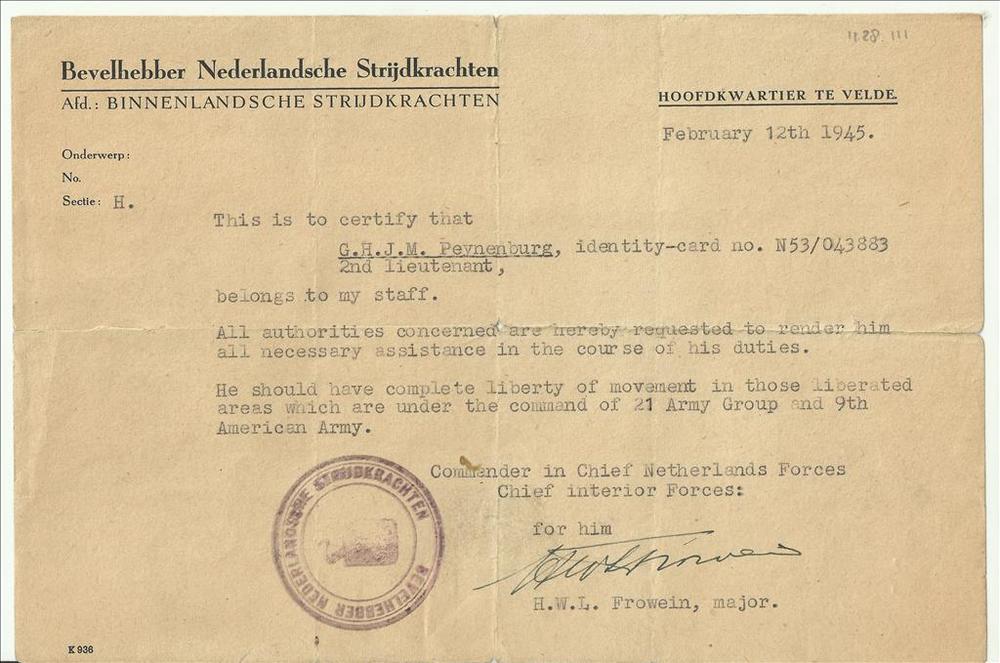 Bevelhebber Nederlandsche Strijdkrachten
Afd.: BINNENLANDSCHE STRIJDKRACHTEN
HOOFDKWARTIER TE VELDE.
February 12th 1945.
Onderwerp:
No.
Sectie: H.
This is to certify that
G.H.J.M. Peynenburg, identity-card no. N53/043883
2nd lieutenant,
belongs to my staff.
All authorities concerned are hereby requested to render him
all necessary assistance in the course of his duties.
He should have complete liberty of movement in those liberated
areas which are under the command of 21 Army Group and 9th
American Army.
Commander in Chief Netherlands Forces
Chief interior Forces:
for him
H.W.L. Frowein, major.
BEVELHEBBER NEDERLANDSCHE STRIJDKRACHTEN
K 936